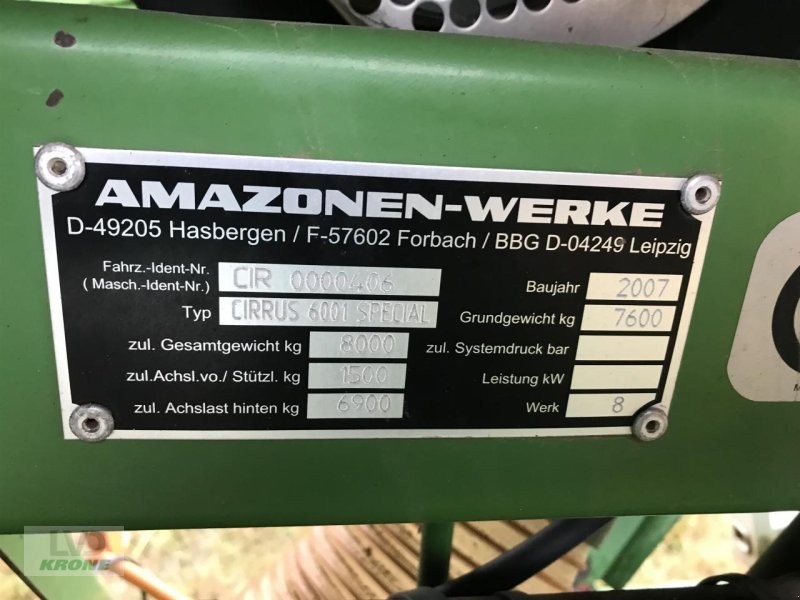 AMAZONEN-WERKE
D-49205 Hasbergen / F-57602 Forbach / BBG D-04249 Leipzig
Fahrz.-Ident-Nr. CIR 0000406
( Masch.-Ident-Nr.)
Baujahr 2007
Typ CIRRUS 6001 SPECIAL
Grundgewicht kg 7600
zul. Gesamtgewicht kg 8000
zul. Systemdruck bar
zul.Achsl.vo./ Stützl. kg 1500
Leistung kW
zul. Achslast hinten kg 6900
Werk 8
LVA
KRONE